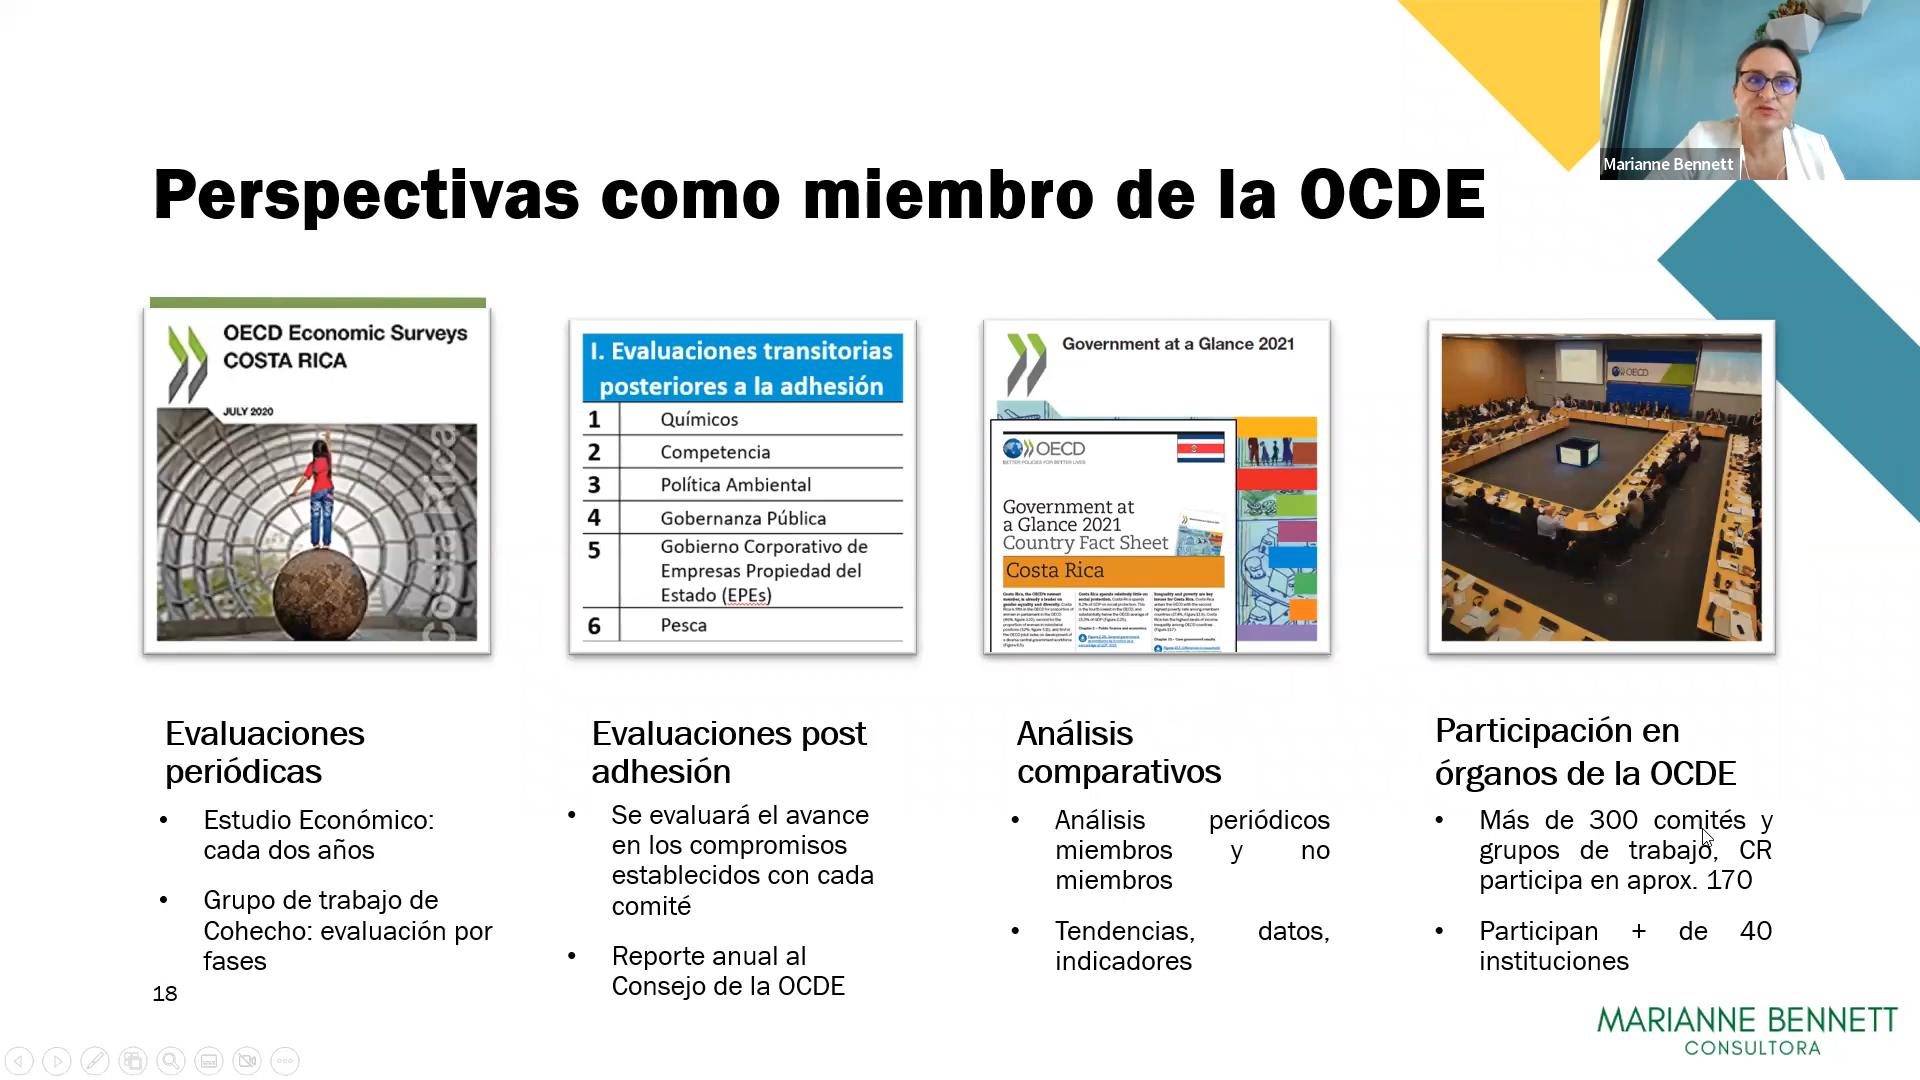 Marianne Bennett
Perspectivas como miembro de la OCDE
OECD Economic Surveys
COSTA RICA
JULY 2020
Costa Rica
I. Evaluaciones transitorias
posteriores a la adhesión
1 Químicos
2 Competencia
3 Política Ambiental
4 Gobernanza Pública
5 Gobierno Corporativo de
Empresas Propiedad del
Estado (EPEs)
6 Pesca
Government at a Glance 2021
OECD
BETTER POLICIES FOR BETTER LIVES
Government at
a Glance 2021
Country Fact Sheet
Costa Rica
OECD
Evaluaciones
periódicas
• Estudio Económico:
cada dos años
• Grupo de trabajo de
Cohecho: evaluación por
fases
Evaluaciones post
adhesión
• Se evaluará el avance
en los compromisos
establecidos con cada
comité
• Reporte anual al
Consejo de la OCDE
Análisis
comparativos
• Análisis periódicos
miembros y no
miembros
• Tendencias, datos,
indicadores
Participación en
órganos de la OCDE
• Más de 300 comités y
grupos de trabajo, CR
participa en aprox. 170
• Participan + de 40
instituciones
18
MARIANNE BENNETT
CONSULTORA